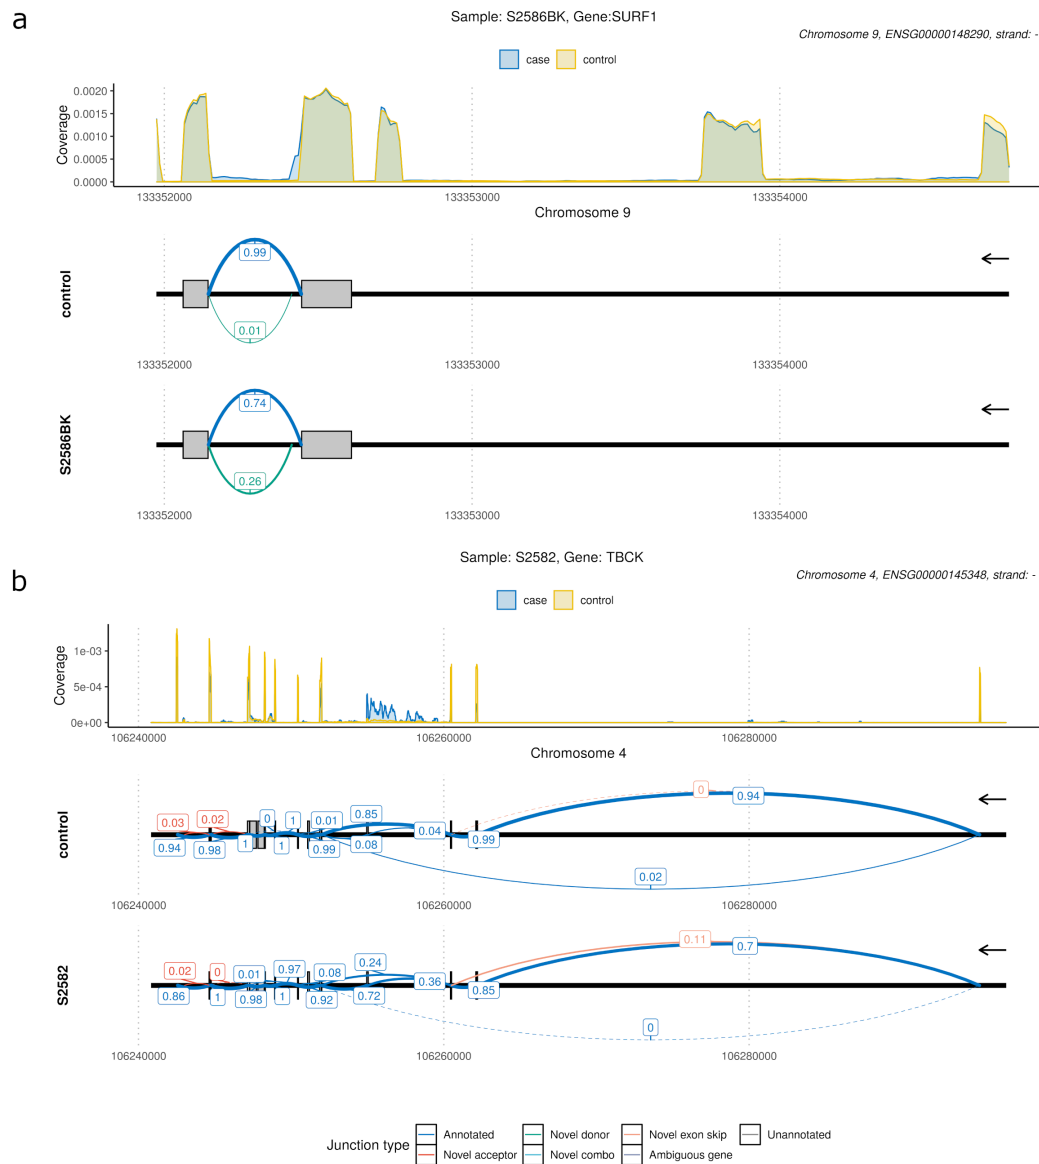 a
Sample: S2586BK, Gene:SURF1
Chromosome 9, ENSG00000148290, strand: -
case control
Coverage
0.0020
0.0015
0.0010
0.0005
0.0000
133352000 133353000 133354000
Chromosome 9
control
0.99
0.01
133352000 133353000 133354000
S2586BK
0.74
0.26
133352000 133353000 133354000
b
Sample: S2582, Gene: TBCK
Chromosome 4, ENSG00000145348, strand: -
case control
Coverage
1e-03
5e-04
0e+00
106240000 106260000 106280000
Chromosome 4
control
0
0.94
0.03 0.02 0 1 0.01 0.85 0.04
0.94 0.98 1 1 0.99 0.08 0.99
0.02
106240000 106260000 106280000
S2582
0.11 0.7
0.02 0 0.01 0.97 0.08 0.24 0.36
0.86 1 0.98 1 0.92 0.72 0.85
0
106240000 106260000 106280000
Junction type
Annotated Novel donor Novel exon skip Unannotated
Novel acceptor Novel combo Ambiguous gene